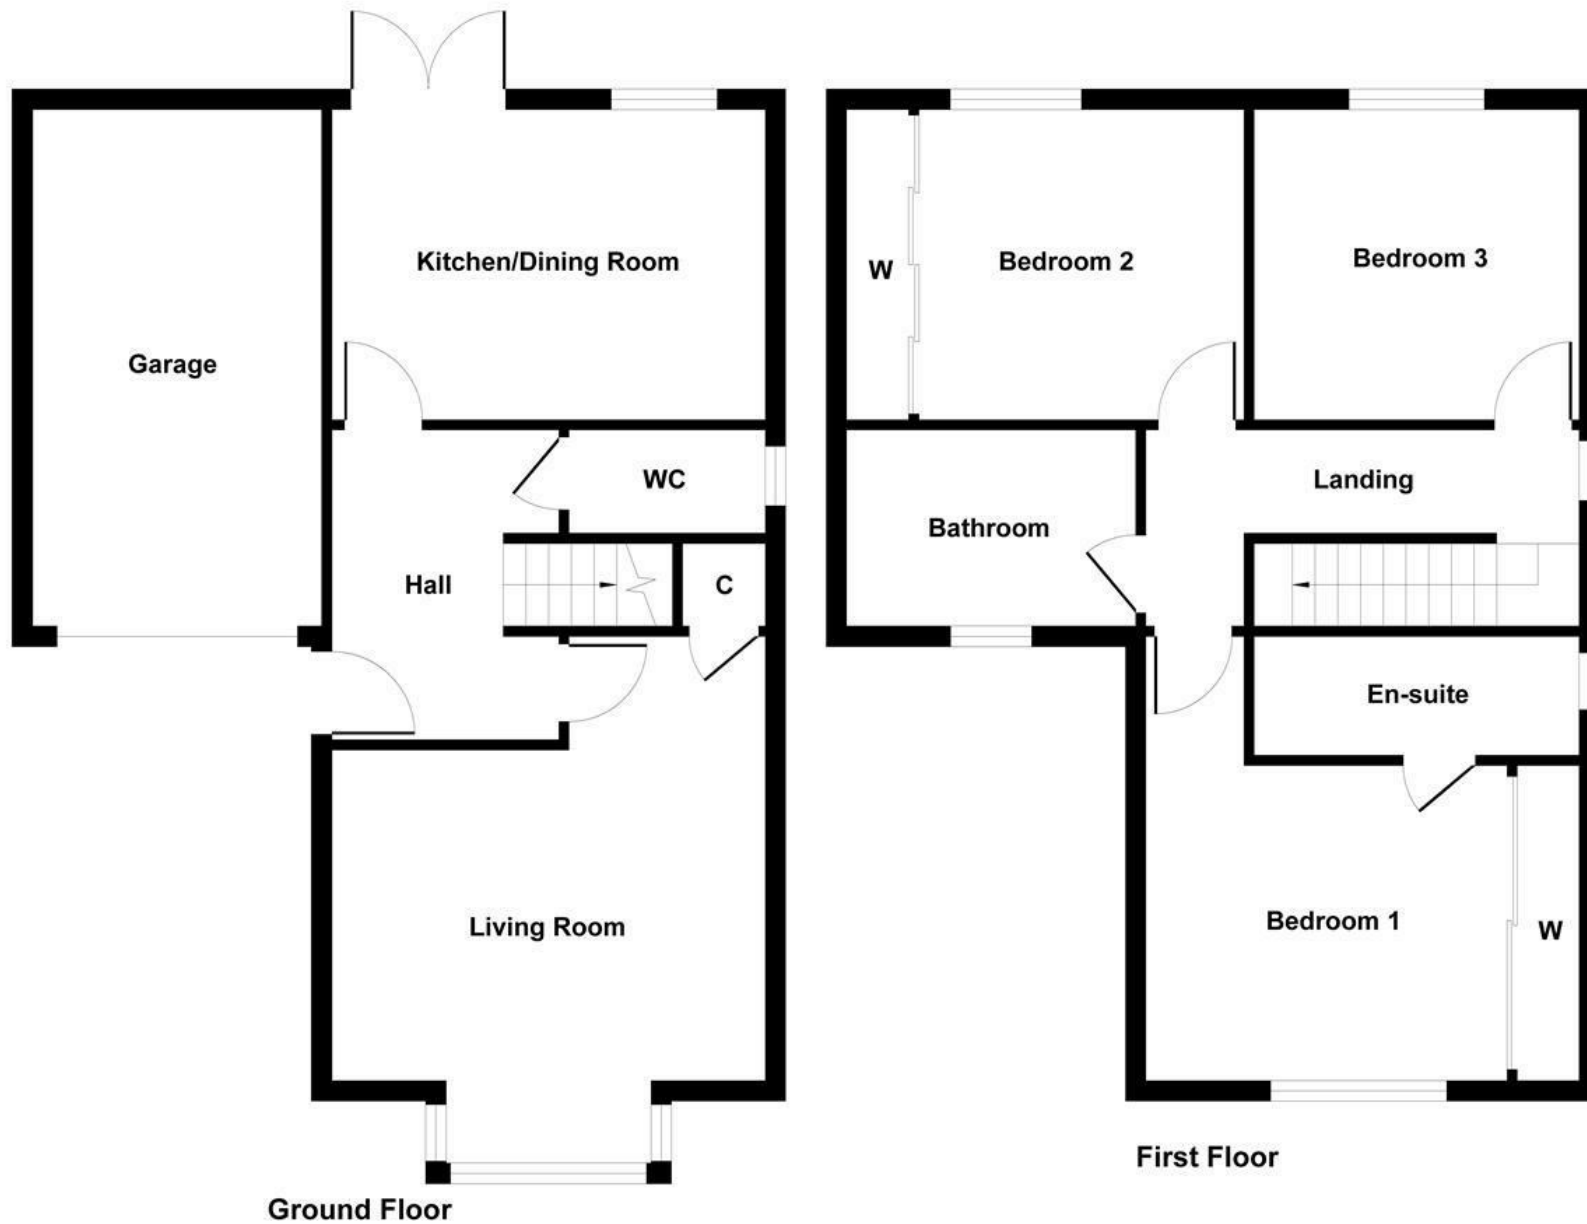 Kitchen/Dining Room
Garage
WC
Hall
C
Living Room
Ground Floor
W
Bedroom 2
Bedroom 3
Landing
Bathroom
En-suite
Bedroom 1
W
First Floor